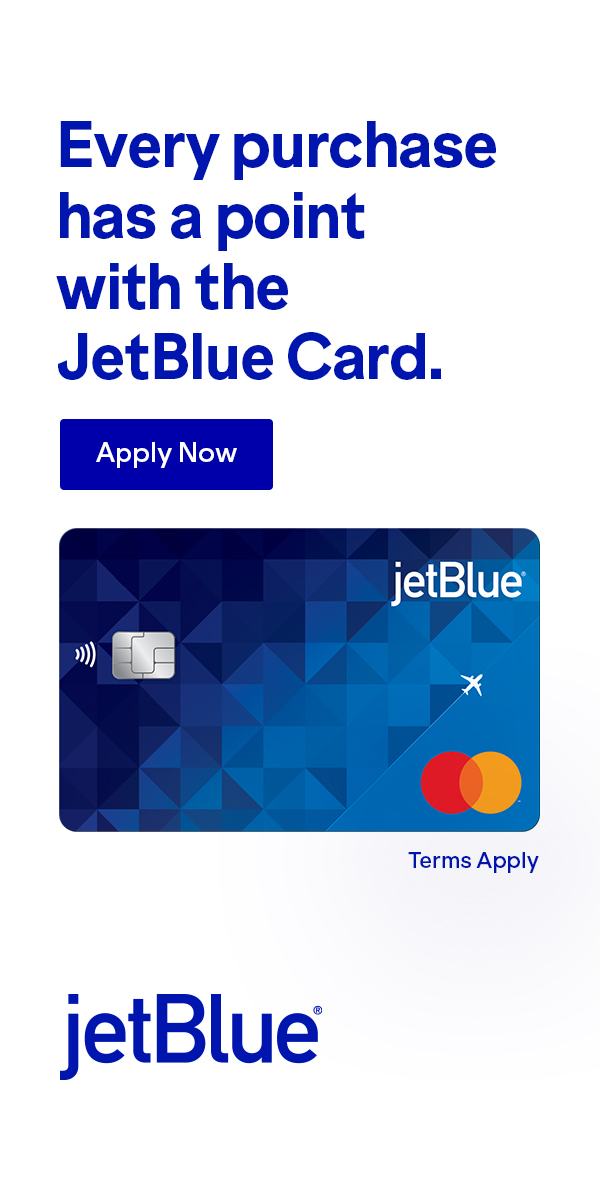 Every purchase
has a point
with the
JetBlue Card.
Apply Now
jetBlue®
Terms Apply
jetBlue®